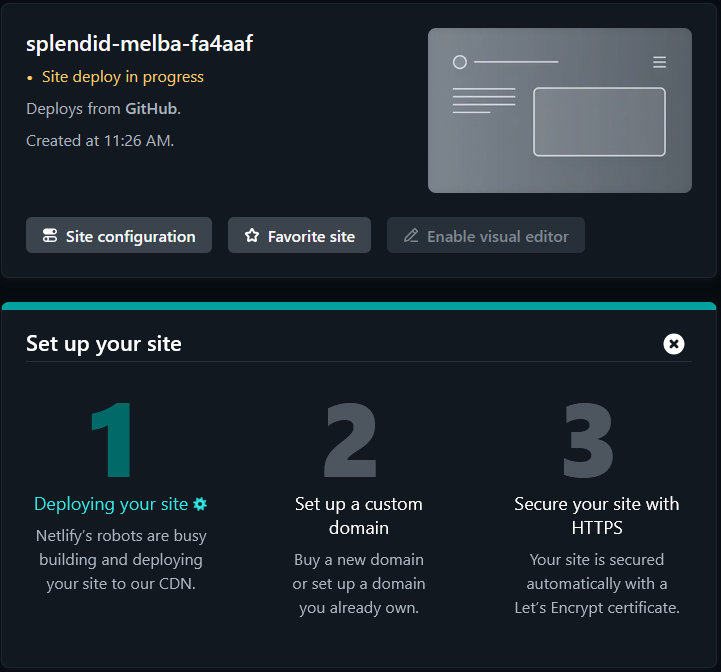 splendid-melba-fa4aaf
• Site deploy in progress
Deploys from GitHub.
Created at 11:26 AM.
Site configuration
Favorite site
Enable visual editor
Set up your site
1
Deploying your site
Netlify’s robots are busy
building and deploying
your site to our CDN.
2
Set up a custom
domain
Buy a new domain
or set up a domain
you already own.
3
Secure your site with
HTTPS
Your site is secured
automatically with a
Let’s Encrypt certificate.